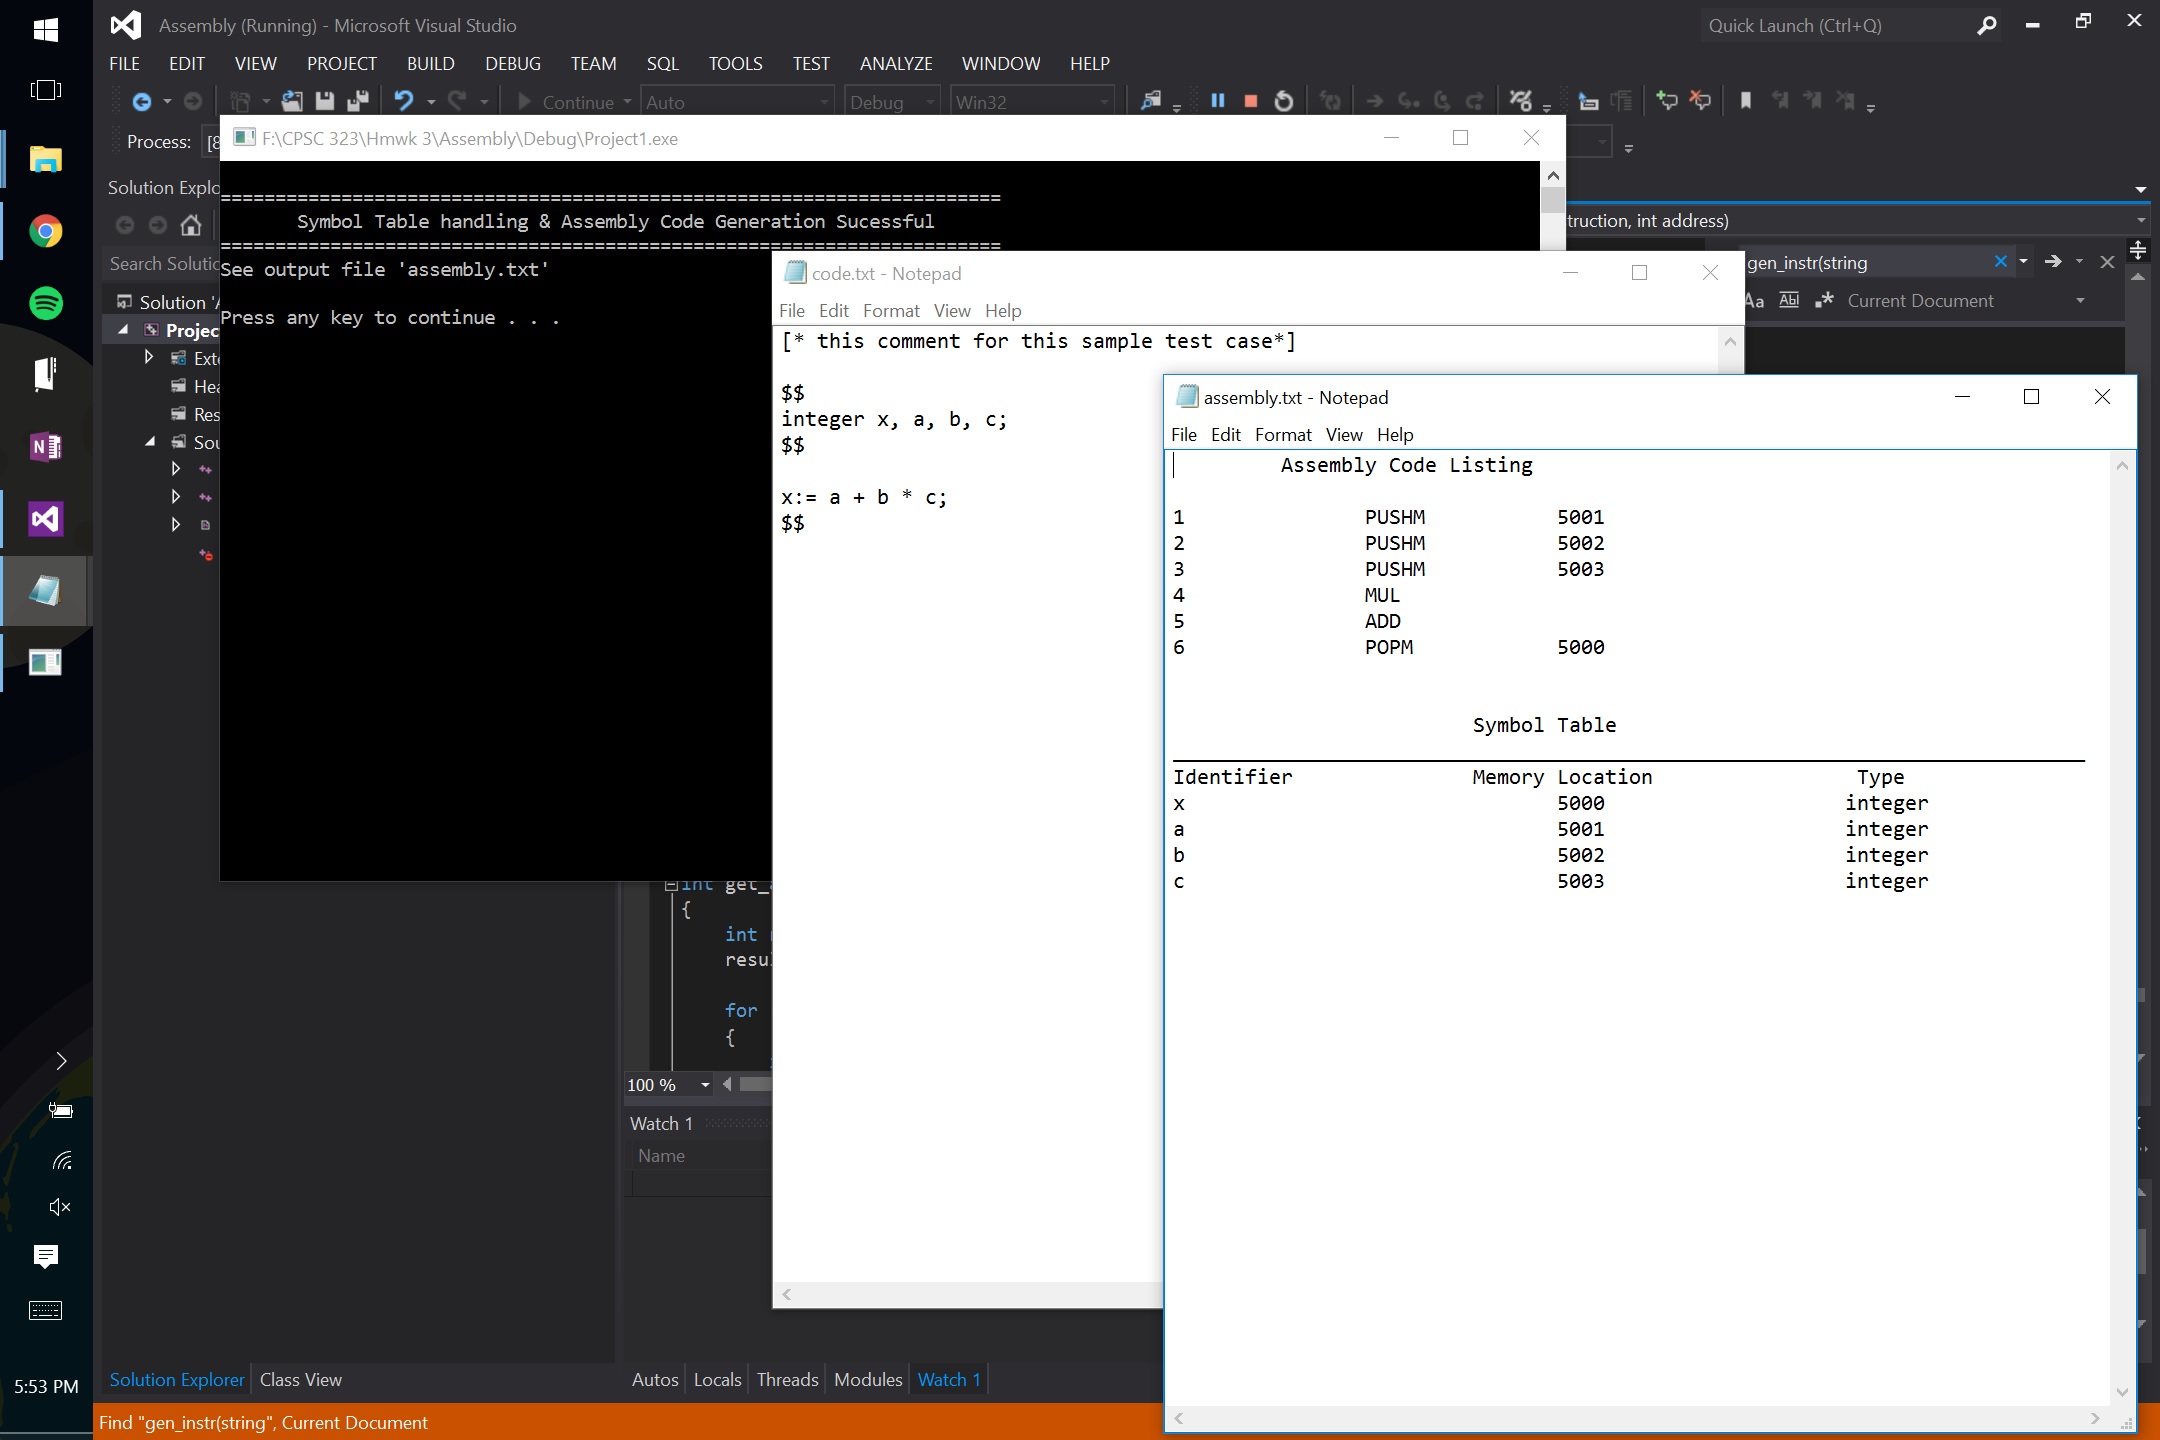 Assembly (Running) - Microsoft Visual Studio
Quick Launch (Ctrl+Q)
FILE EDIT VIEW PROJECT BUILD DEBUG TEAM SQL TOOLS TEST ANALYZE WINDOW HELP
Continue Auto Debug Win32
Process:
F:\CPSC 323\Hmwk 3\Assembly\Debug\Project1.exe
Solution Explo
=======================================================================
Symbol Table handling & Assembly Code Generation Sucessful
=======================================================================
See output file 'assembly.txt'
Press any key to continue . . .
truction, int address)
gen_instr(string
Aa Abl Current Document
Search Solutio
Solution 'A
Projec
Exte
Hea
Res
Sou
code.txt - Notepad
File Edit Format View Help
[* this comment for this sample test case*]
$$
integer x, a, b, c;
$$
x:= a + b * c;
$$
assembly.txt - Notepad
File Edit Format View Help
Assembly Code Listing
1 PUSHM 5001
2 PUSHM 5002
3 PUSHM 5003
4 MUL
5 ADD
6 POPM 5000
Symbol Table
Identifier Memory Location Type
x 5000 integer
a 5001 integer
b 5002 integer
c 5003 integer
int get_
{
int
resu
for
{
100 %
Watch 1
Name
Solution Explorer Class View
Autos Locals Threads Modules Watch 1
5:53 PM
Find "gen_instr(string", Current Document